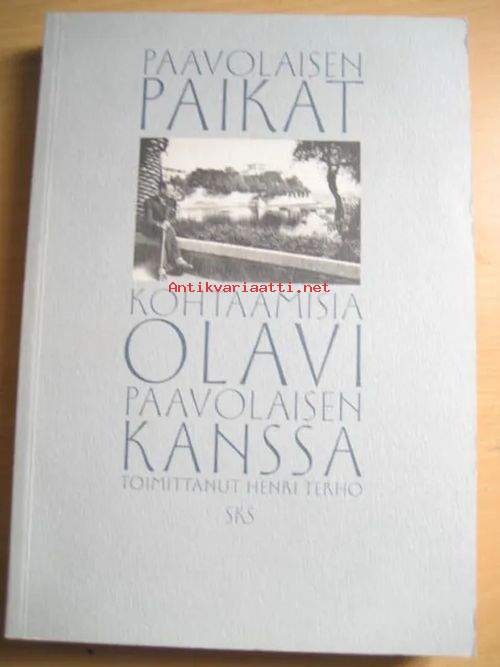 PAAVOLAISEN
PAIKAT
Antikvariaatti.net
KOHTAAMISIA
OLAVI
PAAVOLAISEN
KANSSA
TOIMITTANUT HENRI TERHO
SKS